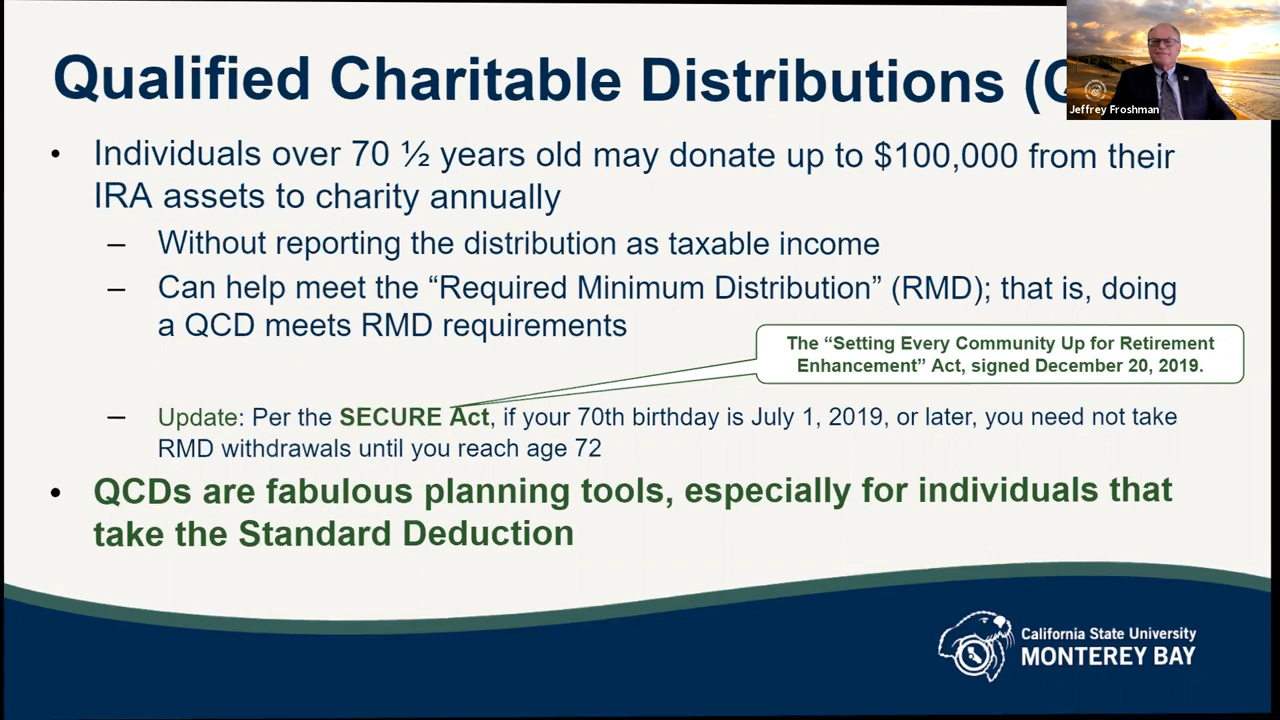 Qualified Charitable Distributions (Q
Jeffrey Froshman
• Individuals over 70 ½ years old may donate up to $100,000 from their
IRA assets to charity annually
– Without reporting the distribution as taxable income
– Can help meet the “Required Minimum Distribution” (RMD); that is, doing
a QCD meets RMD requirements
The “Setting Every Community Up for Retirement
Enhancement” Act, signed December 20, 2019.
– Update: Per the SECURE Act, if your 70th birthday is July 1, 2019, or later, you need not take
RMD withdrawals until you reach age 72
• QCDs are fabulous planning tools, especially for individuals that
take the Standard Deduction
California State University
MONTEREY BAY